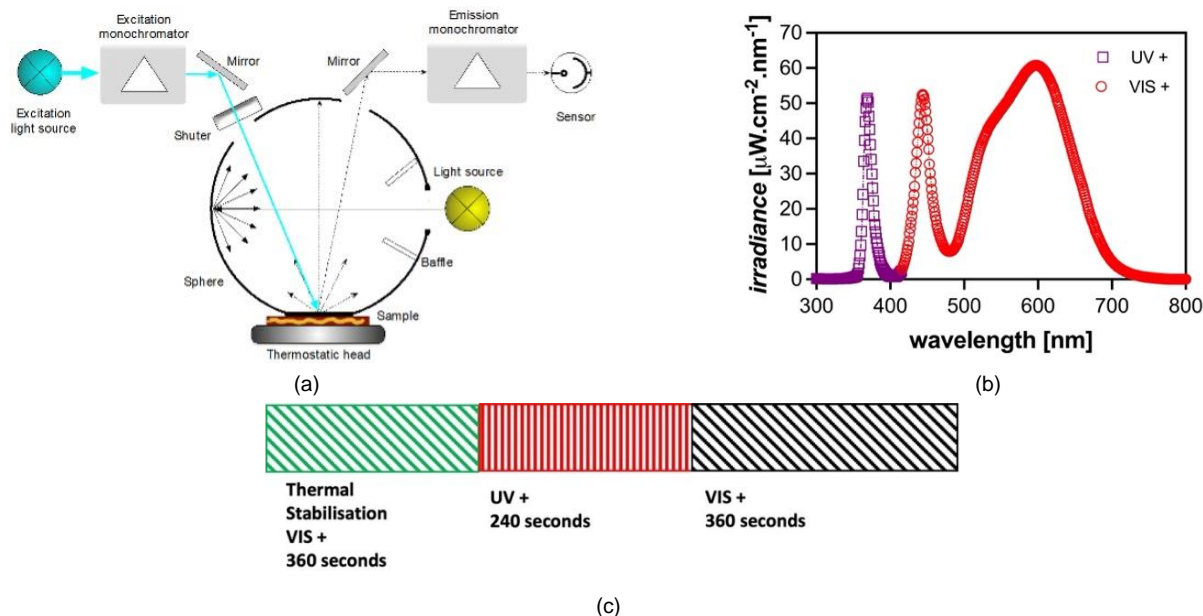 Excitation
monochromator
Mirror
Mirror
Emission
monochromator
Excitation
light source
Shuter
Sensor
Light source
Sphere
Baffle
Sample
Thermostatic head
(a)
irradiance [μW.cm-2.nm-1]
70
60
50
40
30
20
10
0
300 400 500 600 700 800
wavelength [nm]
UV +
VIS +
(b)
Thermal
Stabilisation
VIS +
360 seconds
UV +
240 seconds
VIS +
360 seconds
(c)